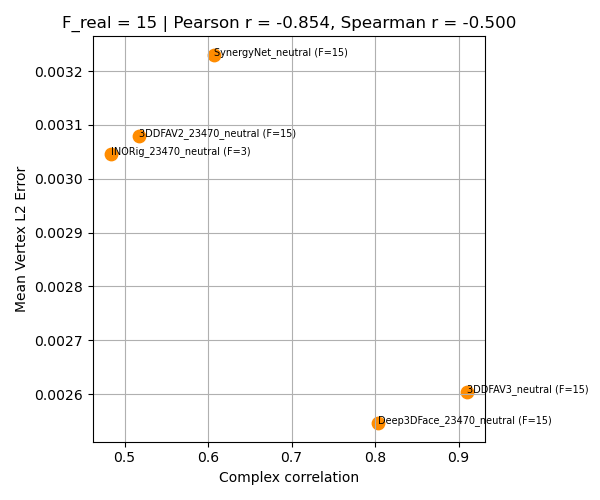 F_real = 15 | Pearson r = -0.854, Spearman r = -0.500
SynergyNet_neutral (F=15)
3DDFAV2_23470_neutral (F=15)
INORig_23470_neutral (F=3)
3DDFAV3_neutral (F=15)
Deep3DFace_23470_neutral (F=15)
0.0032
0.0031
0.0030
0.0029
0.0028
0.0027
0.0026
Mean Vertex L2 Error
0.5 0.6 0.7 0.8 0.9
Complex correlation